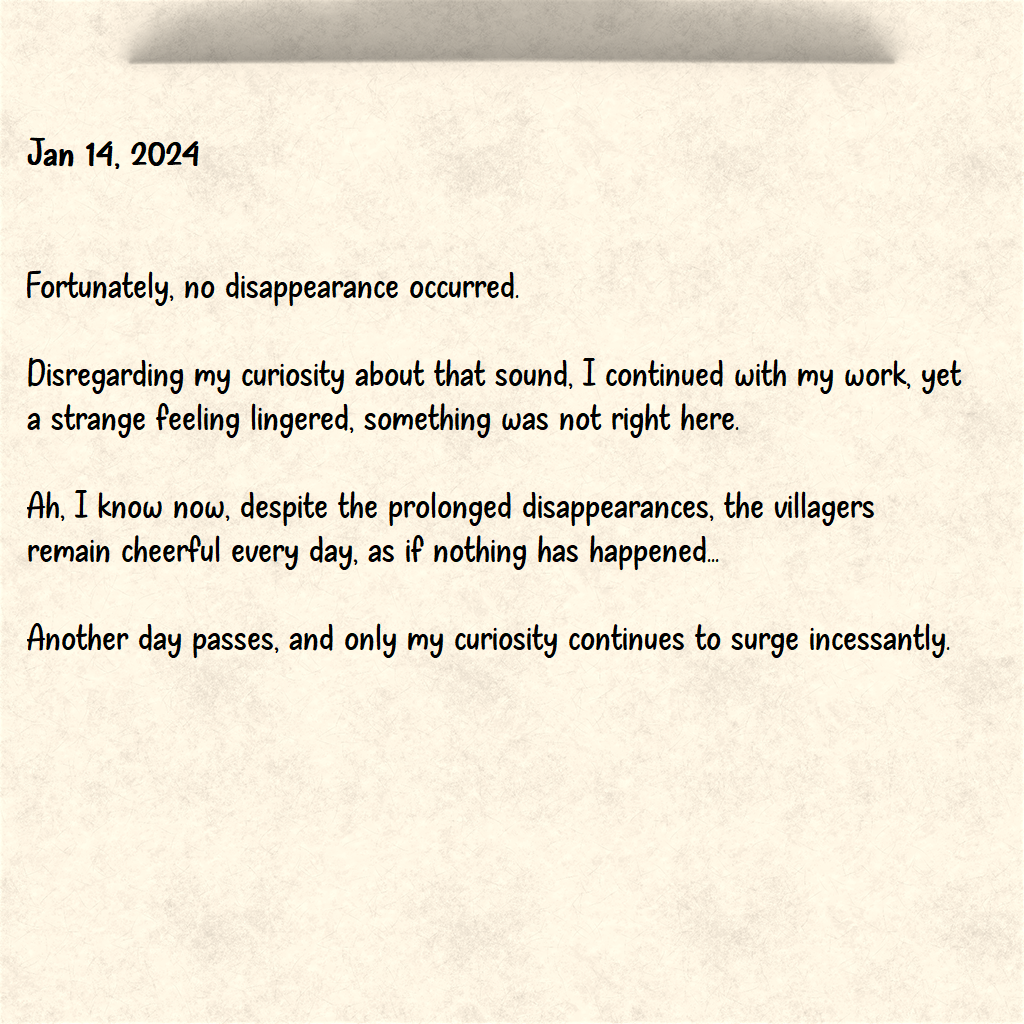 Jan 14, 2024
Fortunately, no disappearance occurred.
Disregarding my curiosity about that sound, I continued with my work, yet
a strange feeling lingered, something was not right here.
Ah, I know now, despite the prolonged disappearances, the villagers
remain cheerful every day, as if nothing has happened...
Another day passes, and only my curiosity continues to surge incessantly.